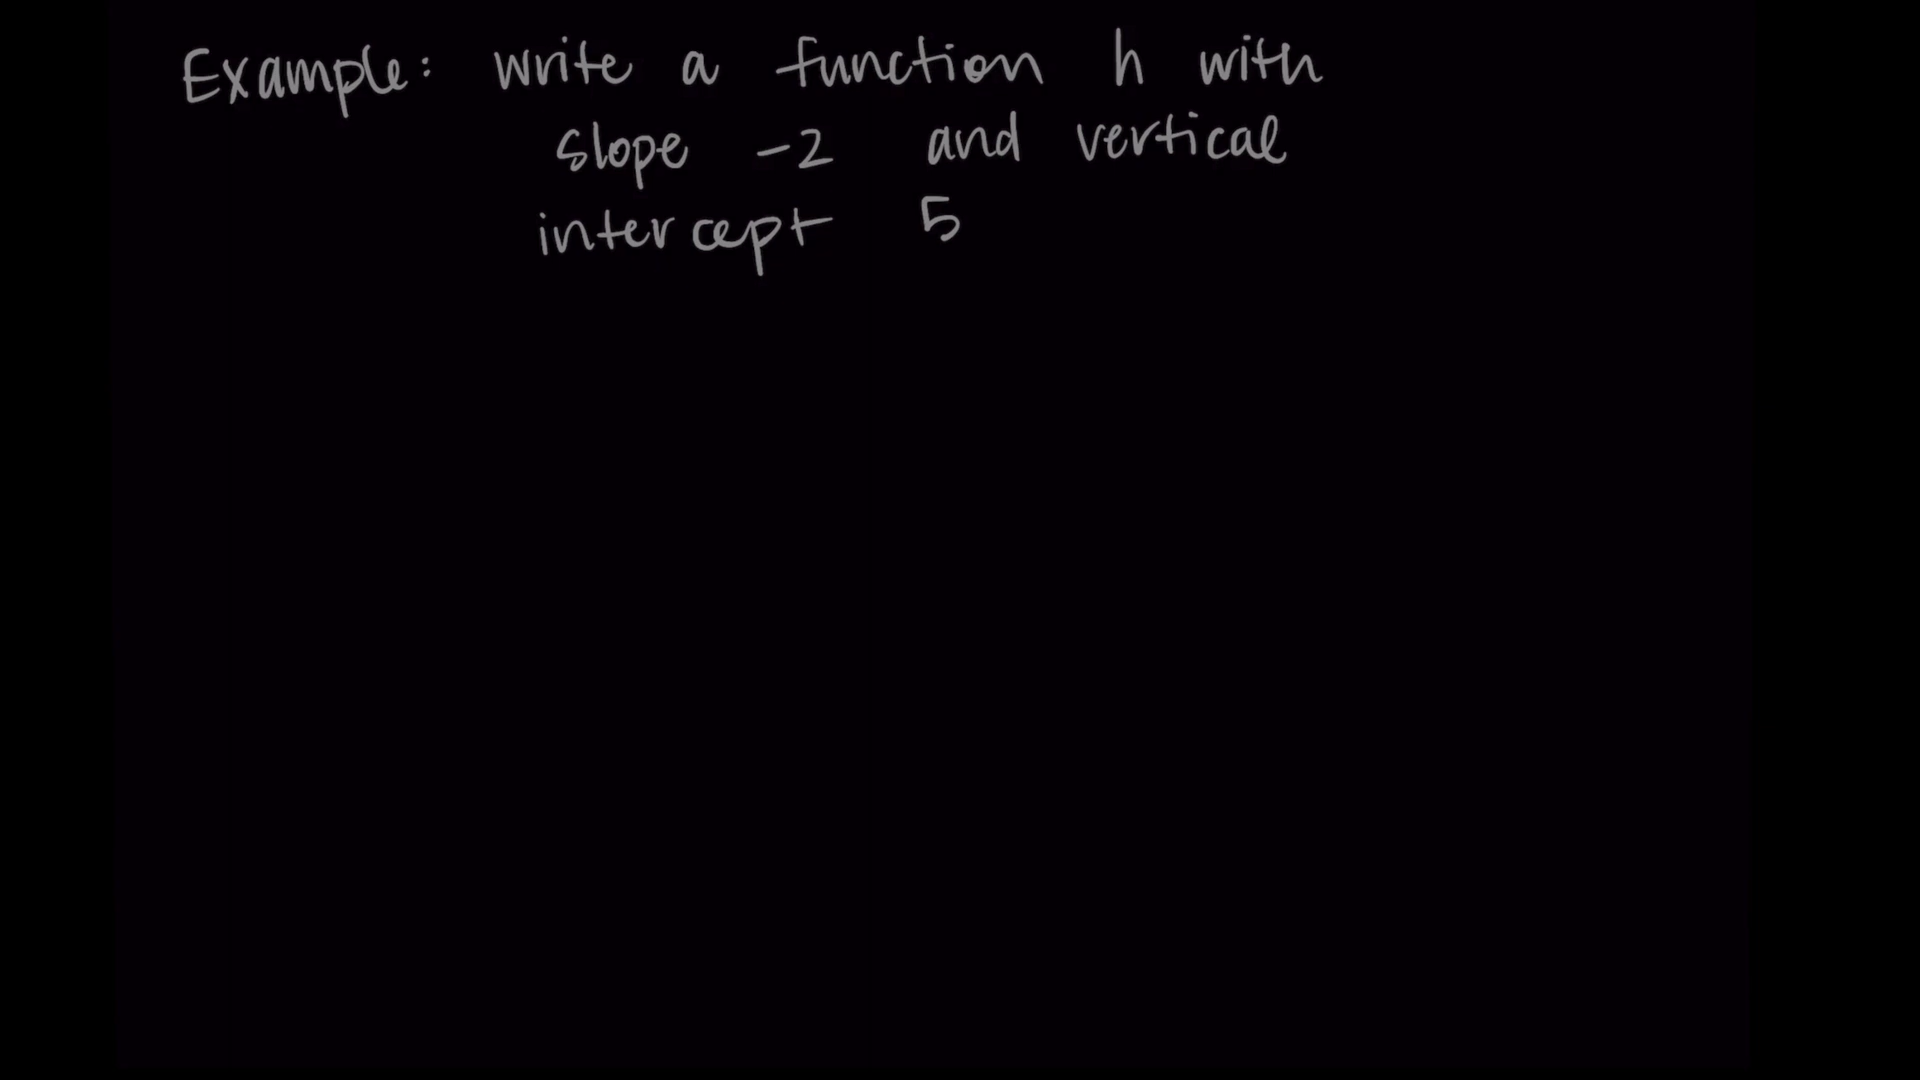 Example: write a function h with
slope -2 and vertical
intercept 5